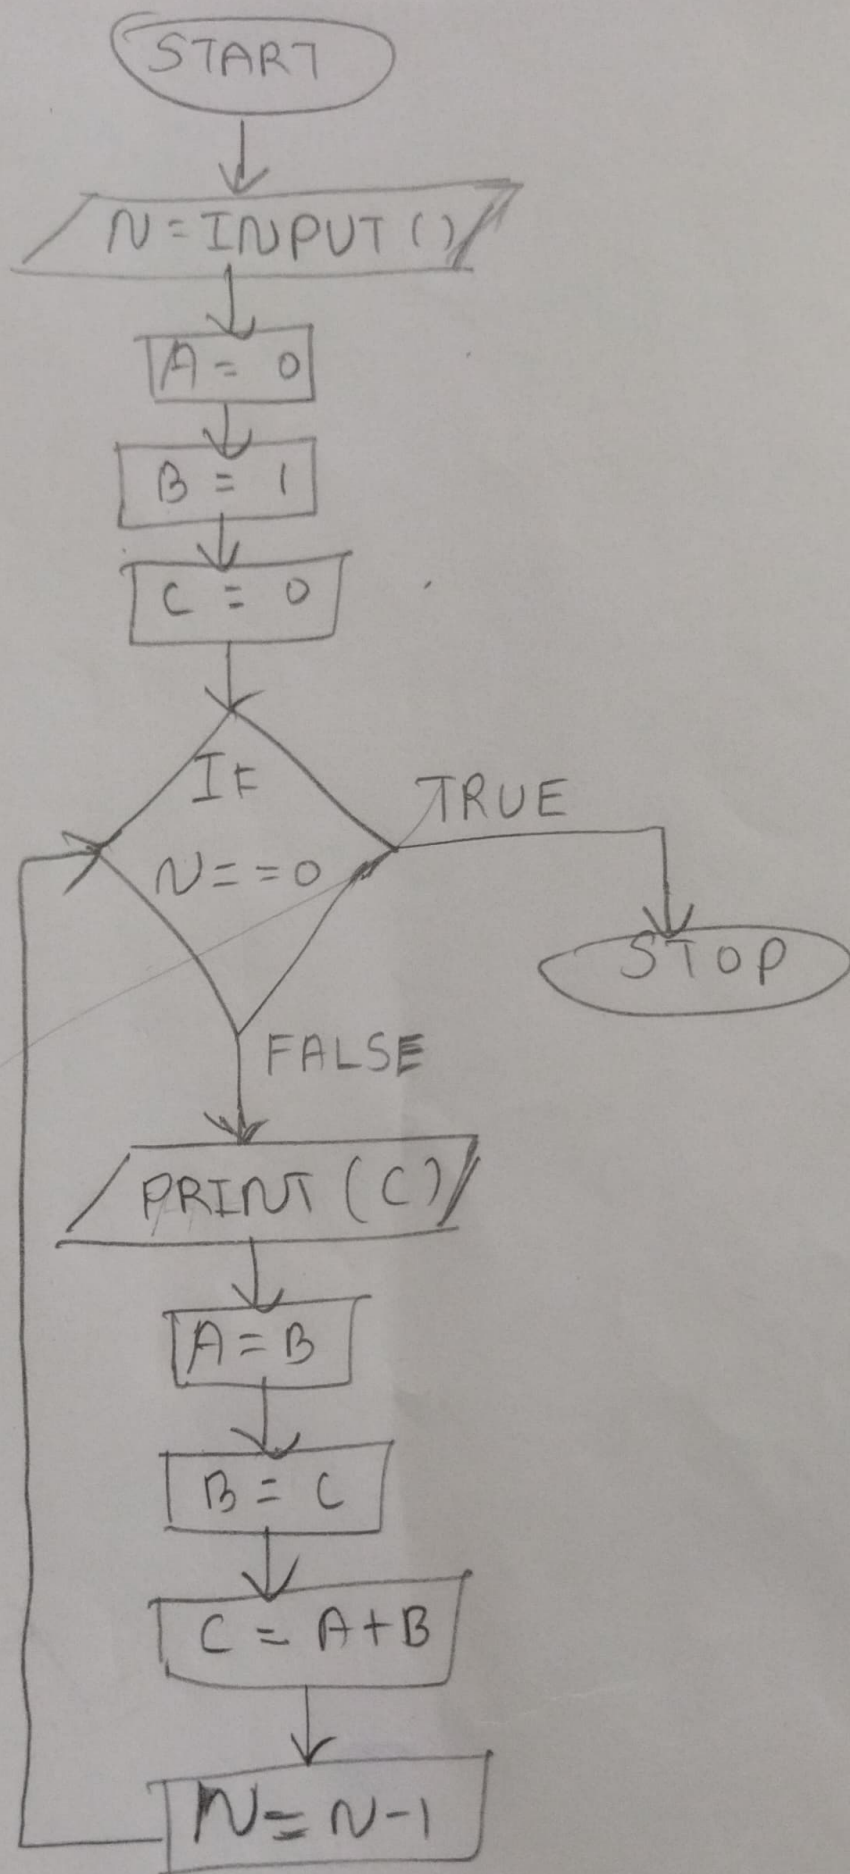 START
N = INPUT ()
A = 0
B = 1
C = 0
IF
N = = 0
TRUE
STOP
FALSE
PRINT (C)
A = B
B = C
C = A + B
N = N - 1